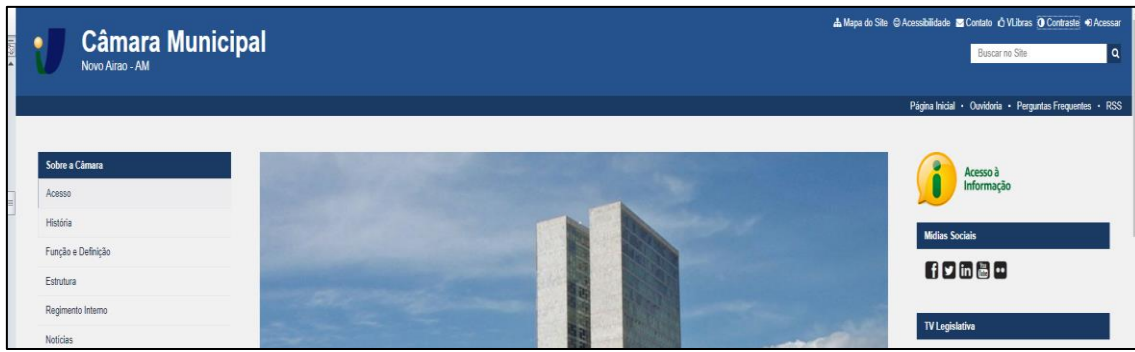 Mapa do Site Acessibilidade Contato VLibras Contraste Acessar
Câmara Municipal
Novo Airao - AM
Buscar no Site
Página Inicial • Ouvidoria • Perguntas Frequentes • RSS
Sobre a Câmara
Acesso
História
Função e Definição
Estrutura
Regimento Interno
Notícias
Acesso à
Informação
Mídias Sociais
TV Legislativa